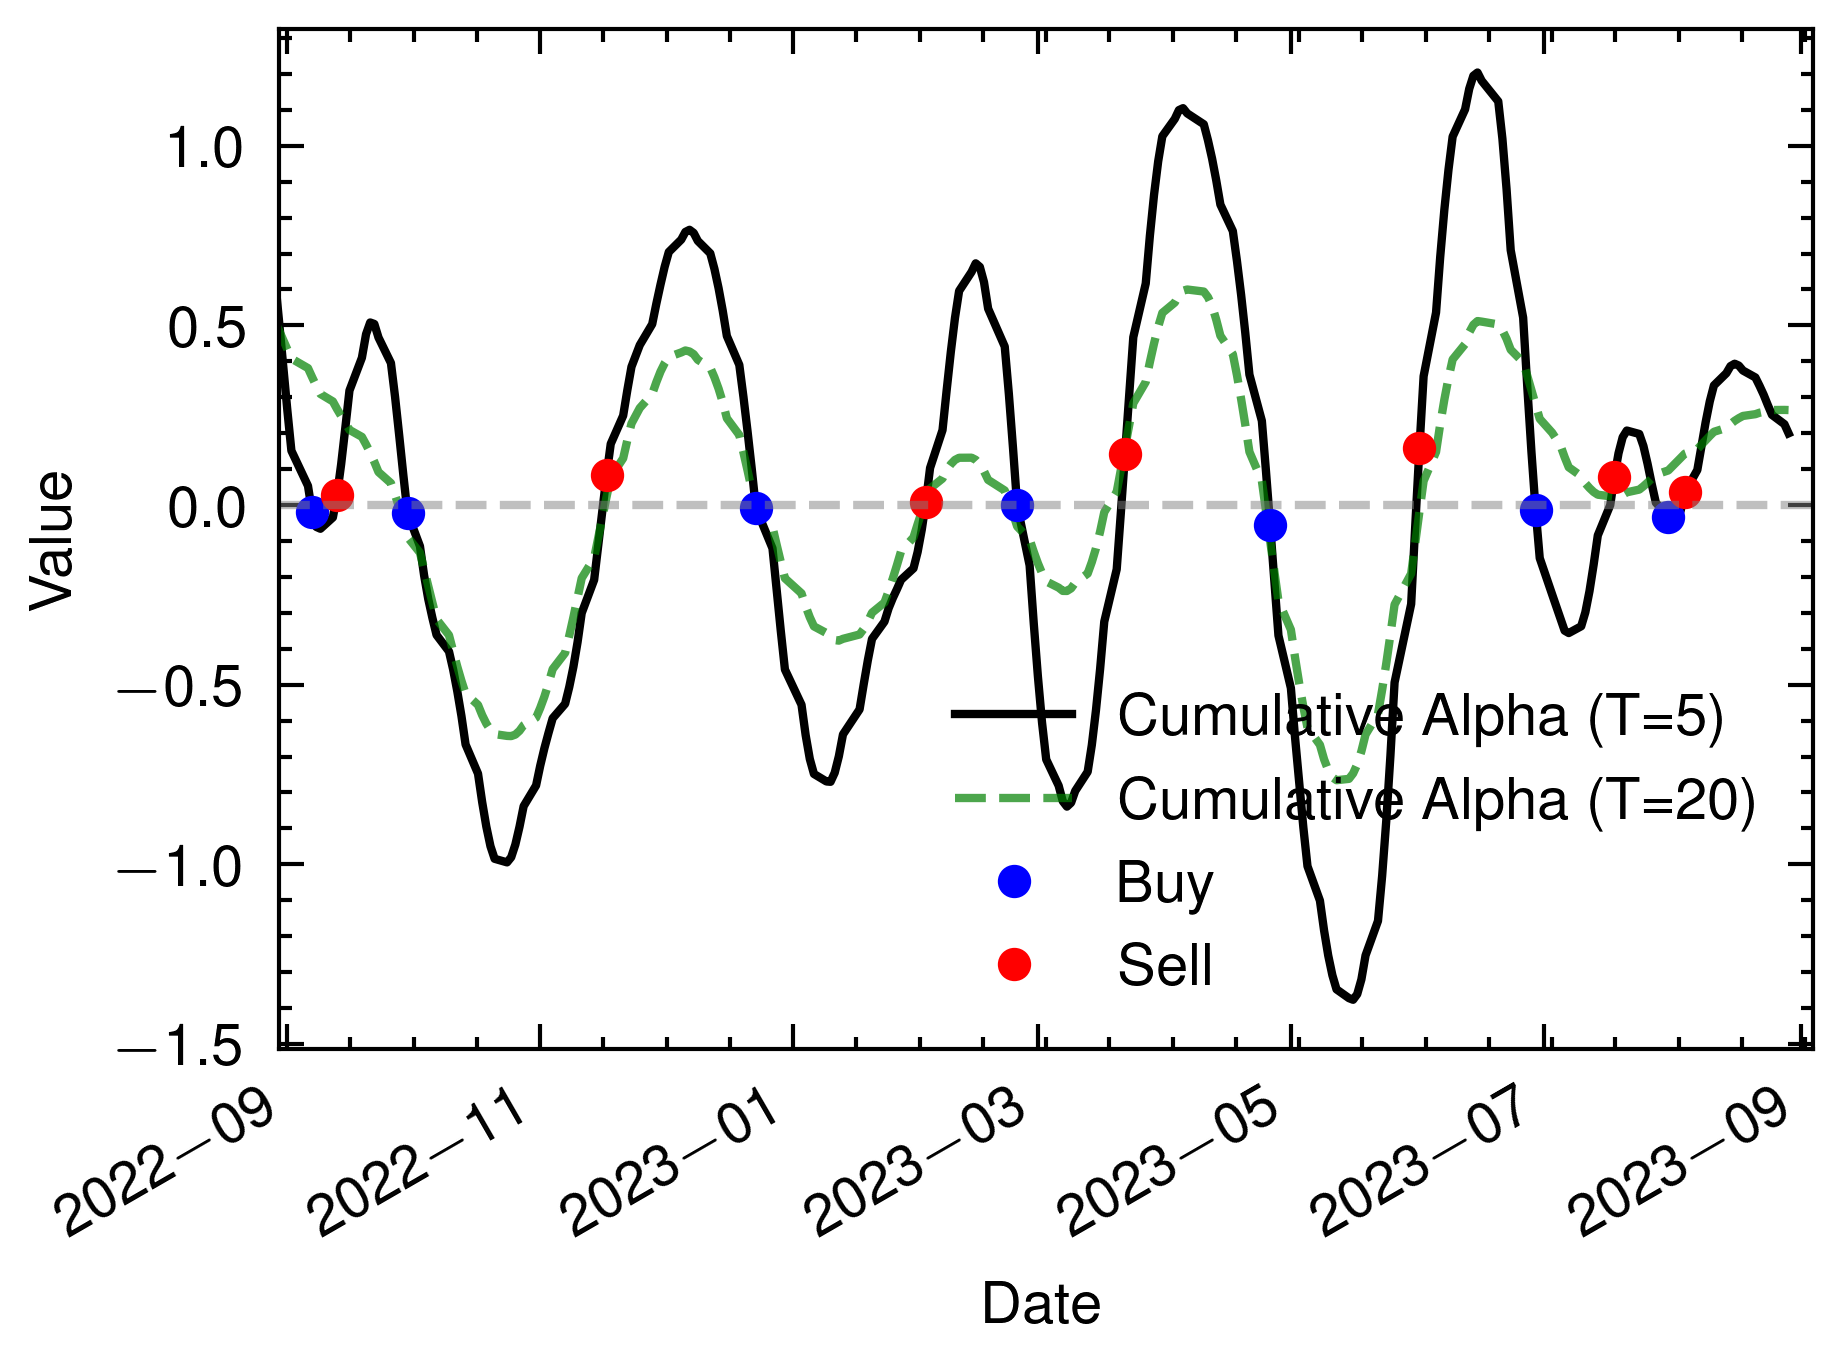 1.0
0.5
0.0
−0.5
−1.0
−1.5
Value
Cumulative Alpha (T=5)
Cumulative Alpha (T=20)
Buy
Sell
2022−09
2022−11
2023−01
2023−03
2023−05
2023−07
2023−09
Date